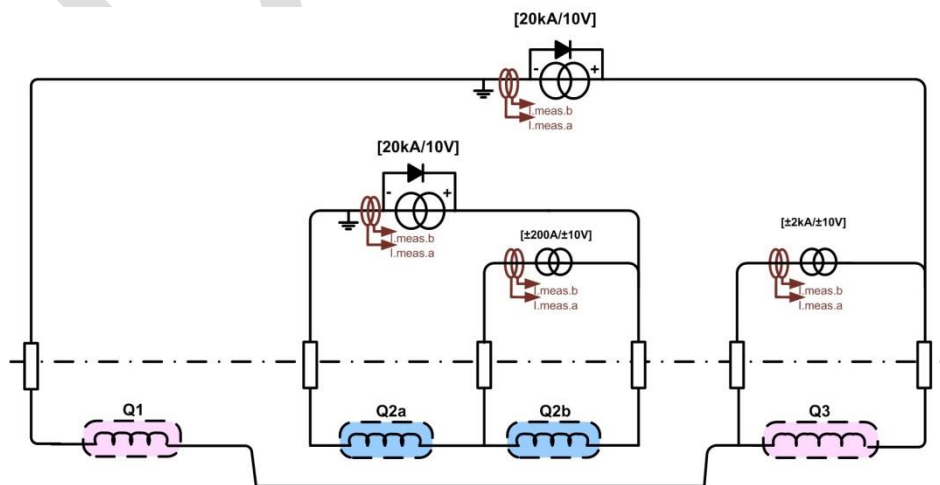 [20kA/10V]
- +
I.meas.b
I.meas.a
[20kA/10V]
- +
I.meas.b
I.meas.a
[±200A/±10V]
I.meas.b
I.meas.a
[±2kA/±10V]
I.meas.b
I.meas.a
Q1
Q2a
Q2b
Q3